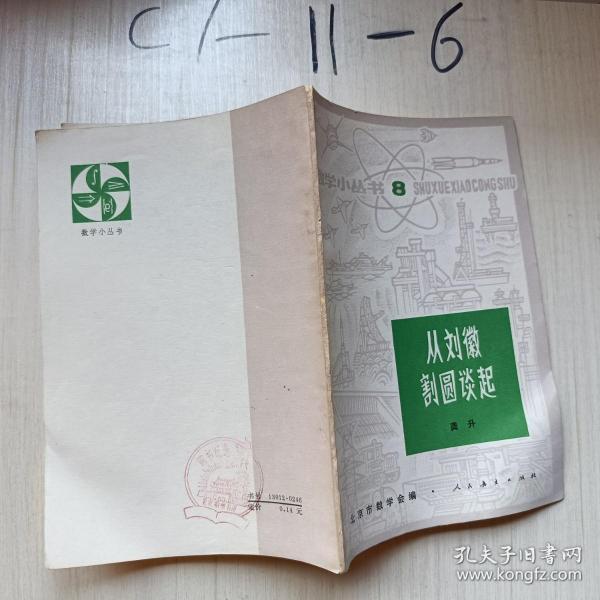 C1-11-6
数学小丛书
数学小丛书 8 SHUXUEXIAOCONGSHU
从刘徽
割圆谈起
龚升
北京市数学会编 · 人民教育出版社
书号 13012·0246
定价 0.14 元
孔夫子旧书网
www.kongfz.com